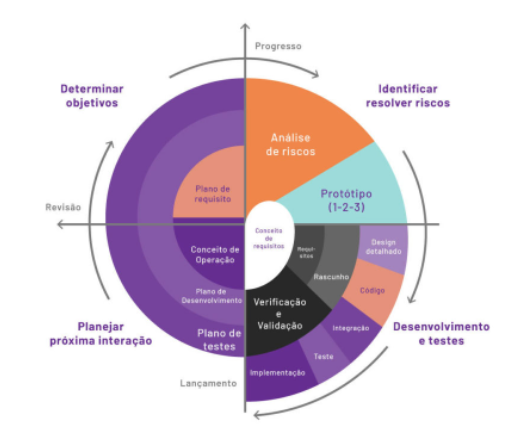 Progresso
Determinar
objetivos
Identificar
resolver riscos
Análise
de riscos
Plano de
requisito
Protótipo
(1-2-3)
Revisão
Conceito
de
requisitos
Conceito de
Operação
Requi-
sitos
Design
detalhado
Rascunho
Código
Plano de
Desenvolvimento
Verificação
e
Validação
Integração
Plano de
testes
Planejar
próxima interação
Desenvolvimento
e testes
Teste
Implementação
Lançamento